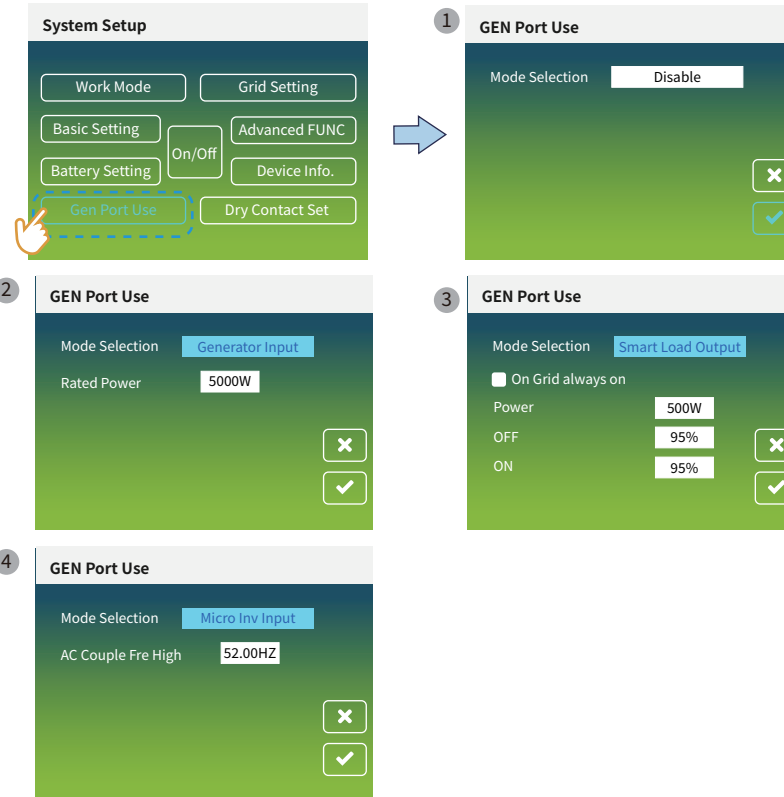 System Setup
Work Mode
Grid Setting
Basic Setting
On/Off
Advanced FUNC
Battery Setting
Device Info.
Gen Port Use
Dry Contact Set
1
GEN Port Use
Mode Selection Disable
2
GEN Port Use
Mode Selection Generator Input
Rated Power 5000W
3
GEN Port Use
Mode Selection Smart Load Output
On Grid always on
Power 500W
OFF 95%
ON 95%
4
GEN Port Use
Mode Selection Micro Inv Input
AC Couple Fre High 52.00HZ